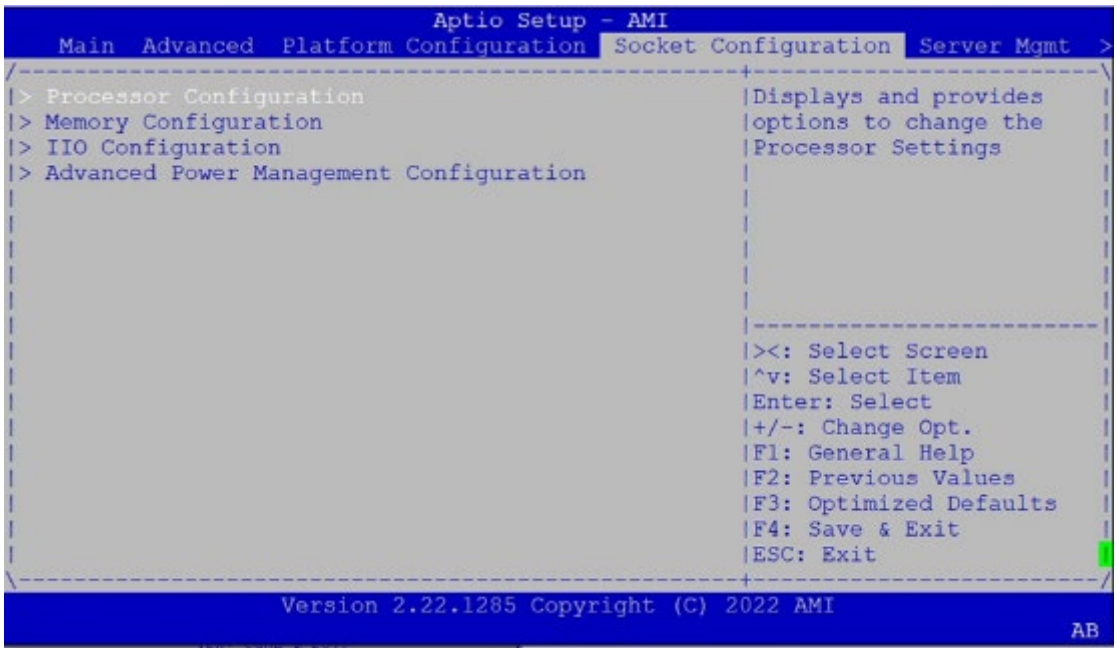 Aptio Setup - AMI
Main Advanced Platform Configuration Socket Configuration Server Mgmt >
> Processor Configuration
> Memory Configuration
> IIO Configuration
> Advanced Power Management Configuration
Displays and provides
options to change the
Processor Settings
><: Select Screen
^v: Select Item
Enter: Select
+/-: Change Opt.
F1: General Help
F2: Previous Values
F3: Optimized Defaults
F4: Save & Exit
ESC: Exit
Version 2.22.1285 Copyright (C) 2022 AMI
AB